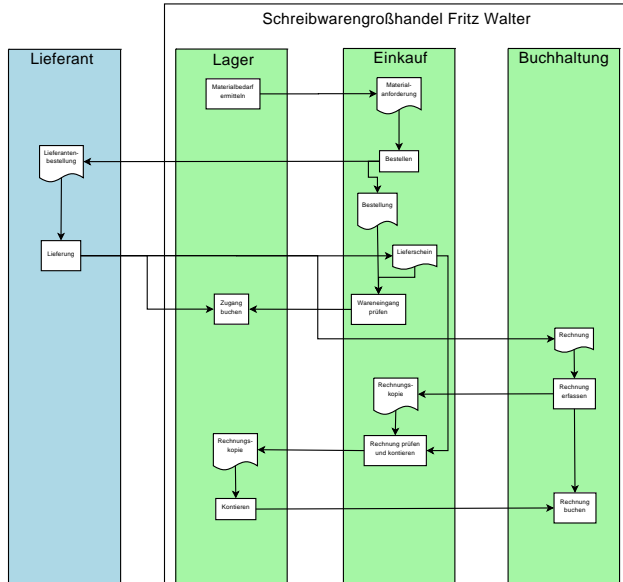 Schreibwarengroßhandel Fritz Walter
Lieferant
Lager
Einkauf
Buchhaltung
Materialbedarf
ermitteln
Material-
anforderung
Lieferanten-
bestellung
Bestellen
Bestellung
Lieferung
Lieferschein
Zugang
buchen
Wareneingang
prüfen
Rechnung
Rechnung
erfassen
Rechnungs-
kopie
Rechnungs-
kopie
Rechnung prüfen
und kontieren
Kontieren
Rechnung
buchen